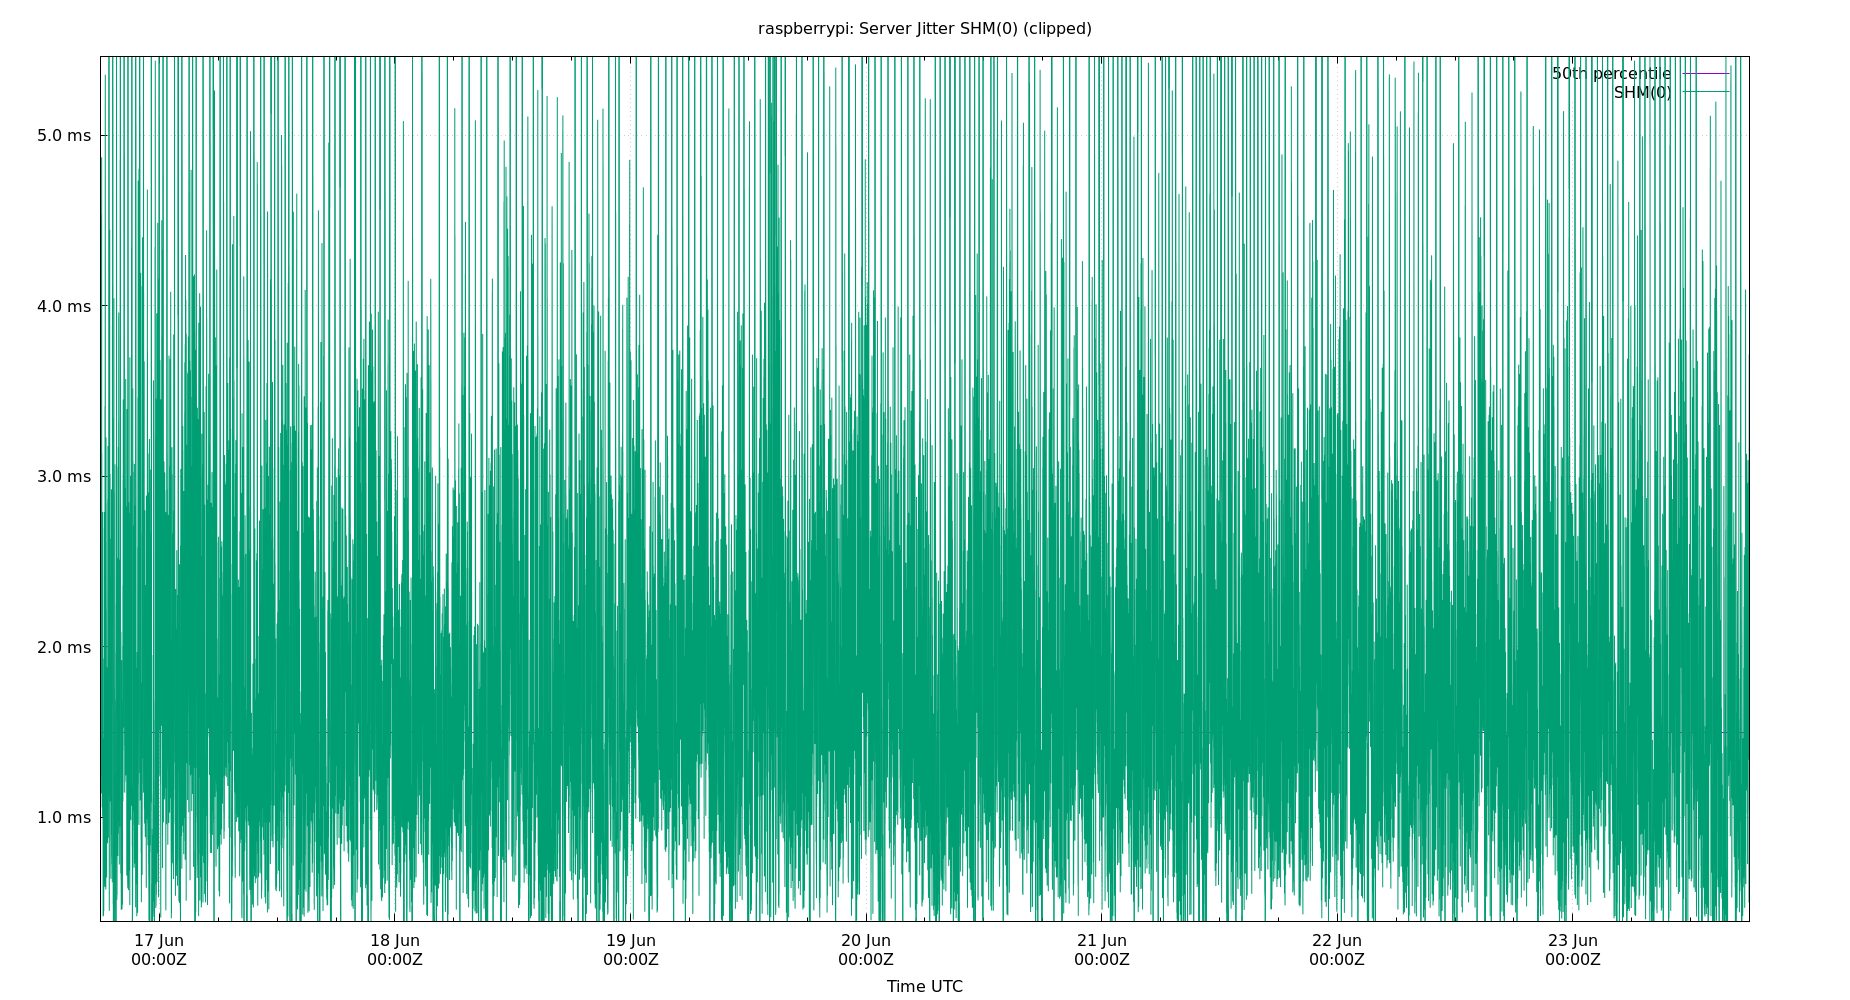 raspberrypi: Server Jitter SHM(0) (clipped)
50th percentile
SHM(0)
5.0 ms
4.0 ms
3.0 ms
2.0 ms
1.0 ms
17 Jun 18 Jun 19 Jun 20 Jun 21 Jun 22 Jun 23 Jun
00:00Z 00:00Z 00:00Z 00:00Z 00:00Z 00:00Z 00:00Z
Time UTC